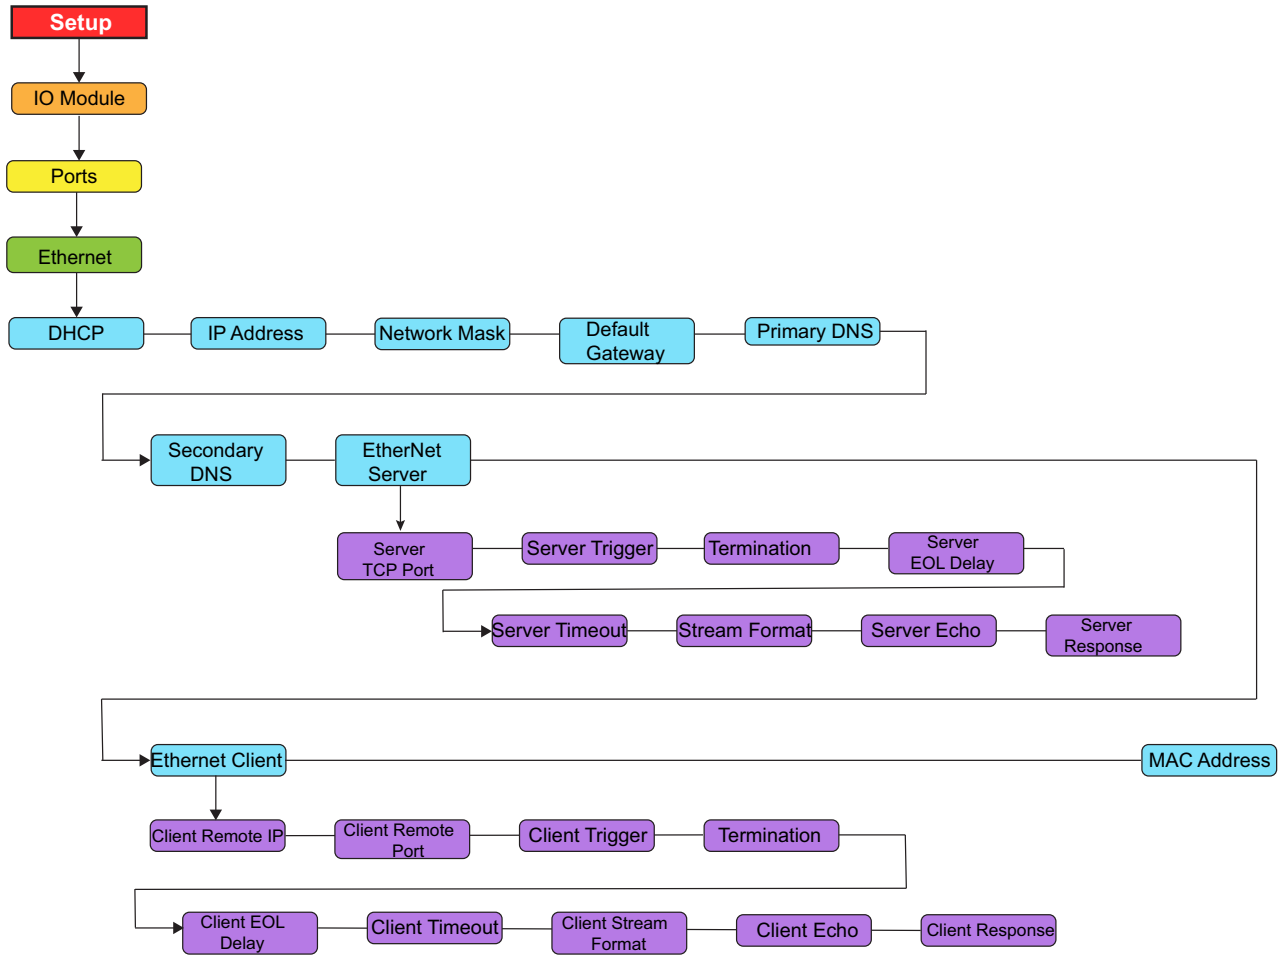 Setup
IO Module
Ports
Ethernet
DHCP
IP Address
Network Mask
Default
Gateway
Primary DNS
Secondary
DNS
EtherNet
Server
Server
TCP Port
Server Trigger
Termination
Server
EOL Delay
Server Timeout
Stream Format
Server Echo
Server
Response
Ethernet Client
MAC Address
Client Remote IP
Client Remote
Port
Client Trigger
Termination
Client EOL
Delay
Client Timeout
Client Stream
Format
Client Echo
Client Response